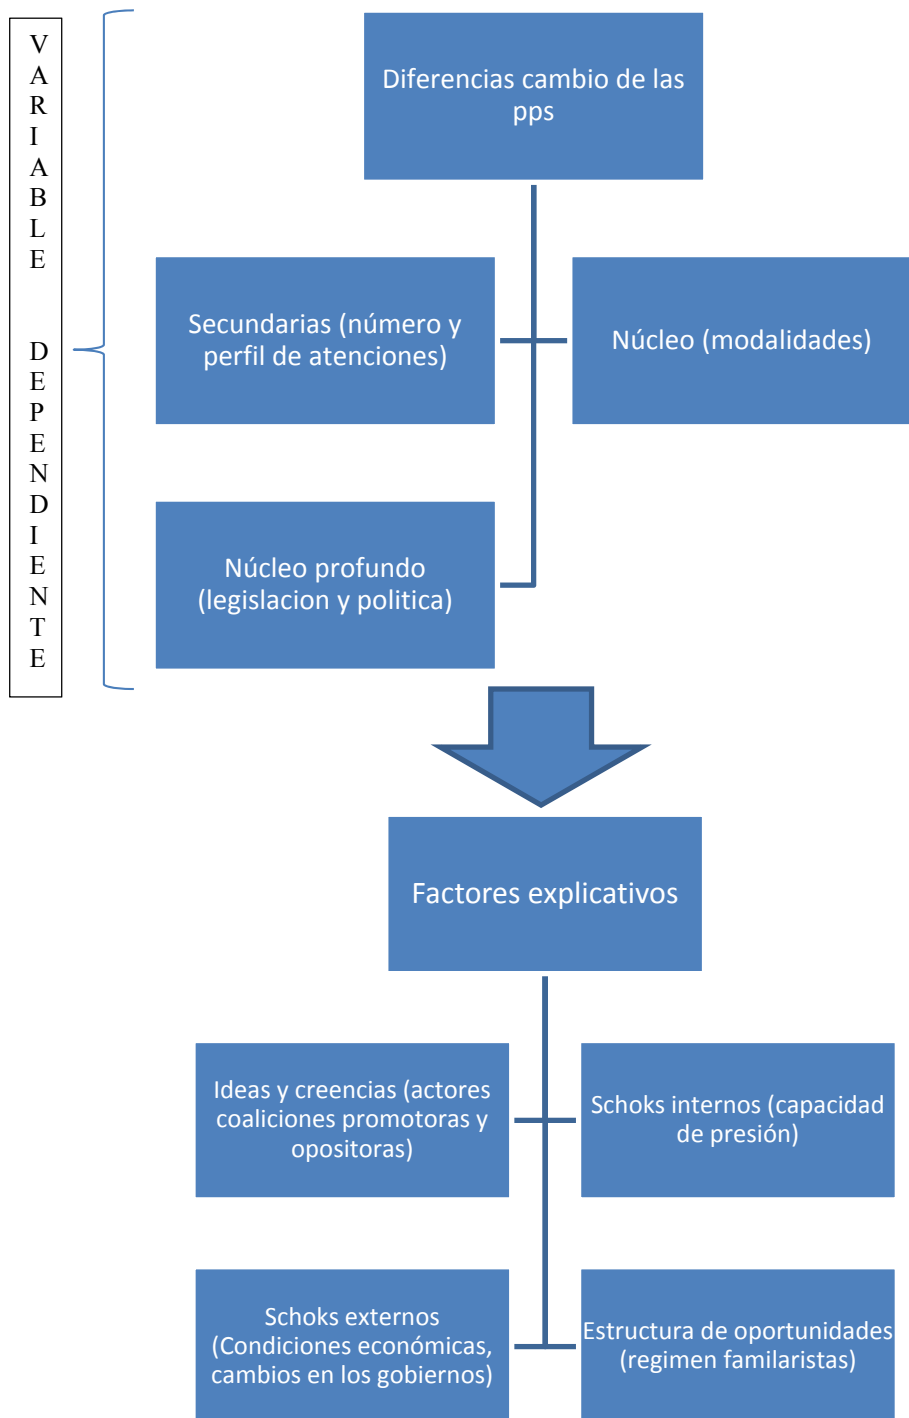 VARIABLE DEPENDIENTE
Diferencias cambio de las
pps
Secundarias (número y
perfil de atenciones)
Núcleo (modalidades)
Núcleo profundo
(legislacion y politica)
Factores explicativos
Ideas y creencias (actores
coaliciones promotoras y
opositoras)
Schoks internos (capacidad
de presión)
Schoks externos
(Condiciones económicas,
cambios en los gobiernos)
Estructura de oportunidades
(regimen familaristas)